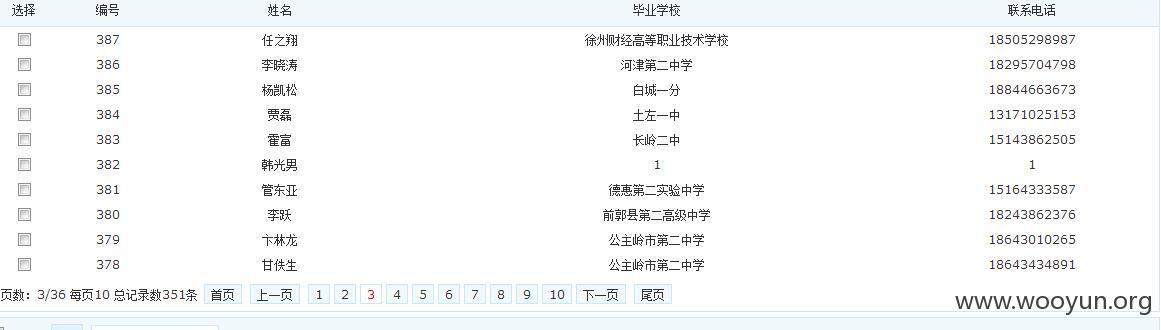 选择 编号 姓名 毕业学校 联系电话
387 任之翔 徐州财经高等职业技术学校 18505298987
386 李晓涛 河津第二中学 18295704798
385 杨凯松 白城一分 18844663673
384 贾磊 土左一中 13171025153
383 霍富 长岭二中 15143862505
382 韩光男 1 1
381 管东亚 德惠第二实验中学 15164333587
380 李跃 前郭县第二高级中学 18243862376
379 卞林龙 公主岭市第二中学 18643010265
378 甘佚生 公主岭市第二中学 18643434891
页数：3/36 每页10 总记录数351条 首页 上一页 1 2 3 4 5 6 7 8 9 10 下一页 尾页
www.wooyun.org